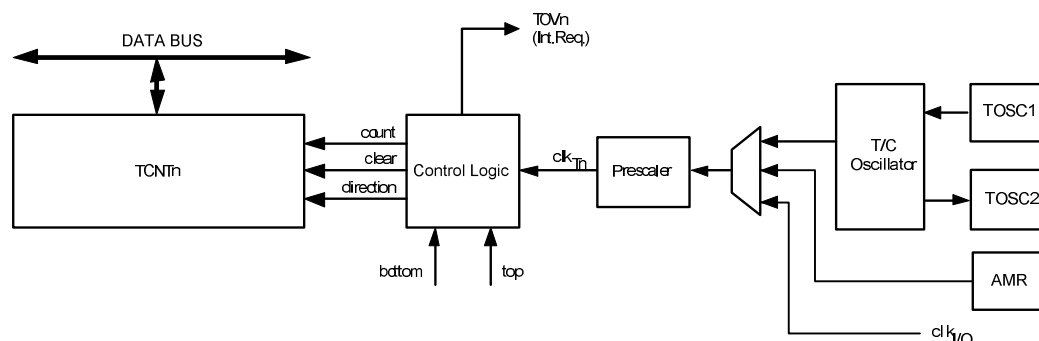 TOVn
(Int.Req.)
DATA BUS
TCNTn
count
clear
direction
Control Logic
clkTn
Prescaler
T/C
Oscillator
TOSC1
TOSC2
AMR
bottom
top
clkI/O